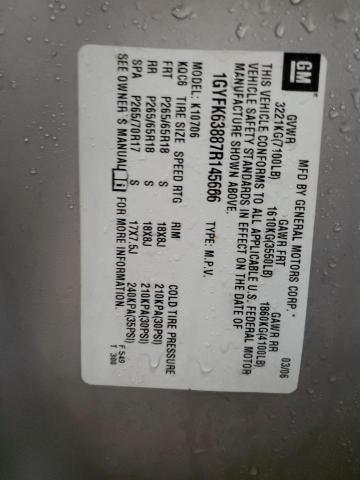 GM
MFD BY GENERAL MOTORS CORP.* 03/06
GVWR GAWR FRT GAWR RR
3221KG(7100LB) 1610KG(3550LB) 1860KG(4100LB)
THIS VEHICLE CONFORMS TO ALL APPLICABLE U.S. FEDERAL MOTOR
VEHICLE SAFETY STANDARDS IN EFFECT ON THE DATE OF
MANUFACTURE SHOWN ABOVE.
1GYFK63887R145666 TYPE: M.P.V.
MODEL: K10706
KQC6 TIRE SIZE SPEED RTG RIM COLD TIRE PRESSURE
FRT P265/65R18 S 18X8J 210KPA(30PSI)
RR P265/65R18 S 18X8J 210KPA(30PSI)
SPA P265/70R17 S 17X7.5J 240KPA(35PSI)
SEE OWNER'S MANUAL FOR MORE INFORMATION.
F S49
T 300